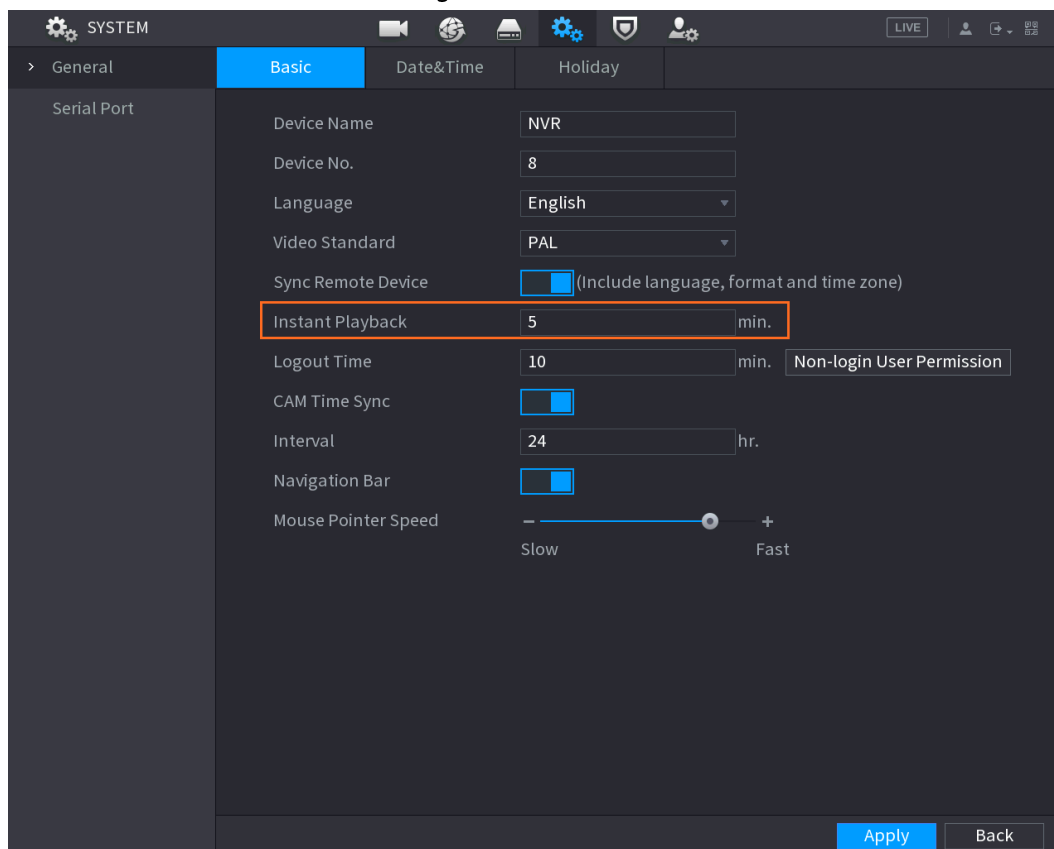 SYSTEM
LIVE
General
Basic
Date&Time
Holiday
Serial Port
Device Name
NVR
Device No.
8
Language
English
Video Standard
PAL
Sync Remote Device
(Include language, format and time zone)
Instant Playback
5
min.
Logout Time
10
min.
Non-login User Permission
CAM Time Sync
Interval
24
hr.
Navigation Bar
Mouse Pointer Speed
Slow
Fast
Apply
Back